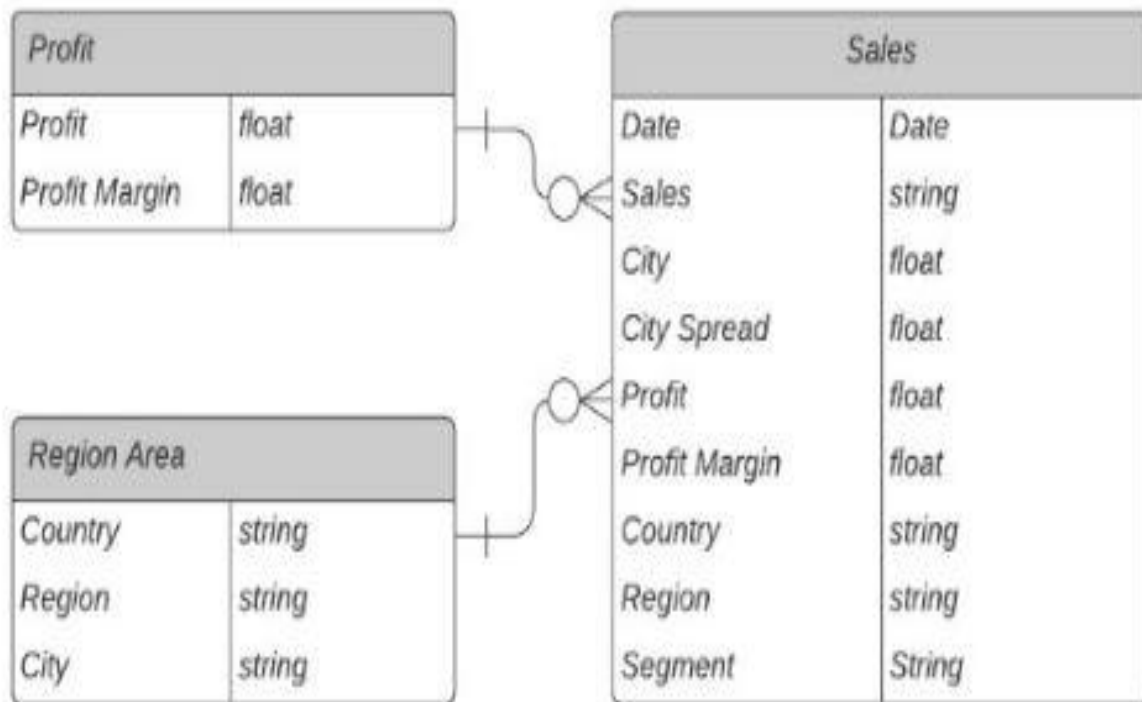 Profit
Profit float
Profit Margin float
Region Area
Country string
Region string
City string
Sales
Date Date
Sales string
City float
City Spread float
Profit float
Profit Margin float
Country string
Region string
Segment String